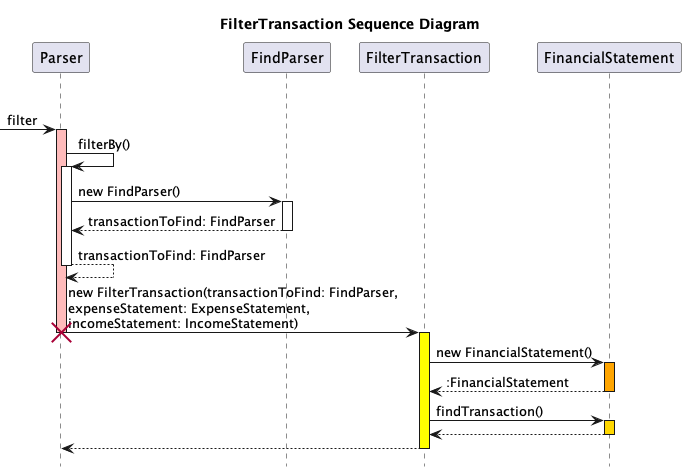 FilterTransaction Sequence Diagram
Parser
FindParser
FilterTransaction
FinancialStatement
filter
filterBy()
new FindParser()
transactionToFind: FindParser
transactionToFind: FindParser
new FilterTransaction(transactionToFind: FindParser,
expenseStatement: ExpenseStatement,
incomeStatement: IncomeStatement)
new FinancialStatement()
:FinancialStatement
findTransaction()